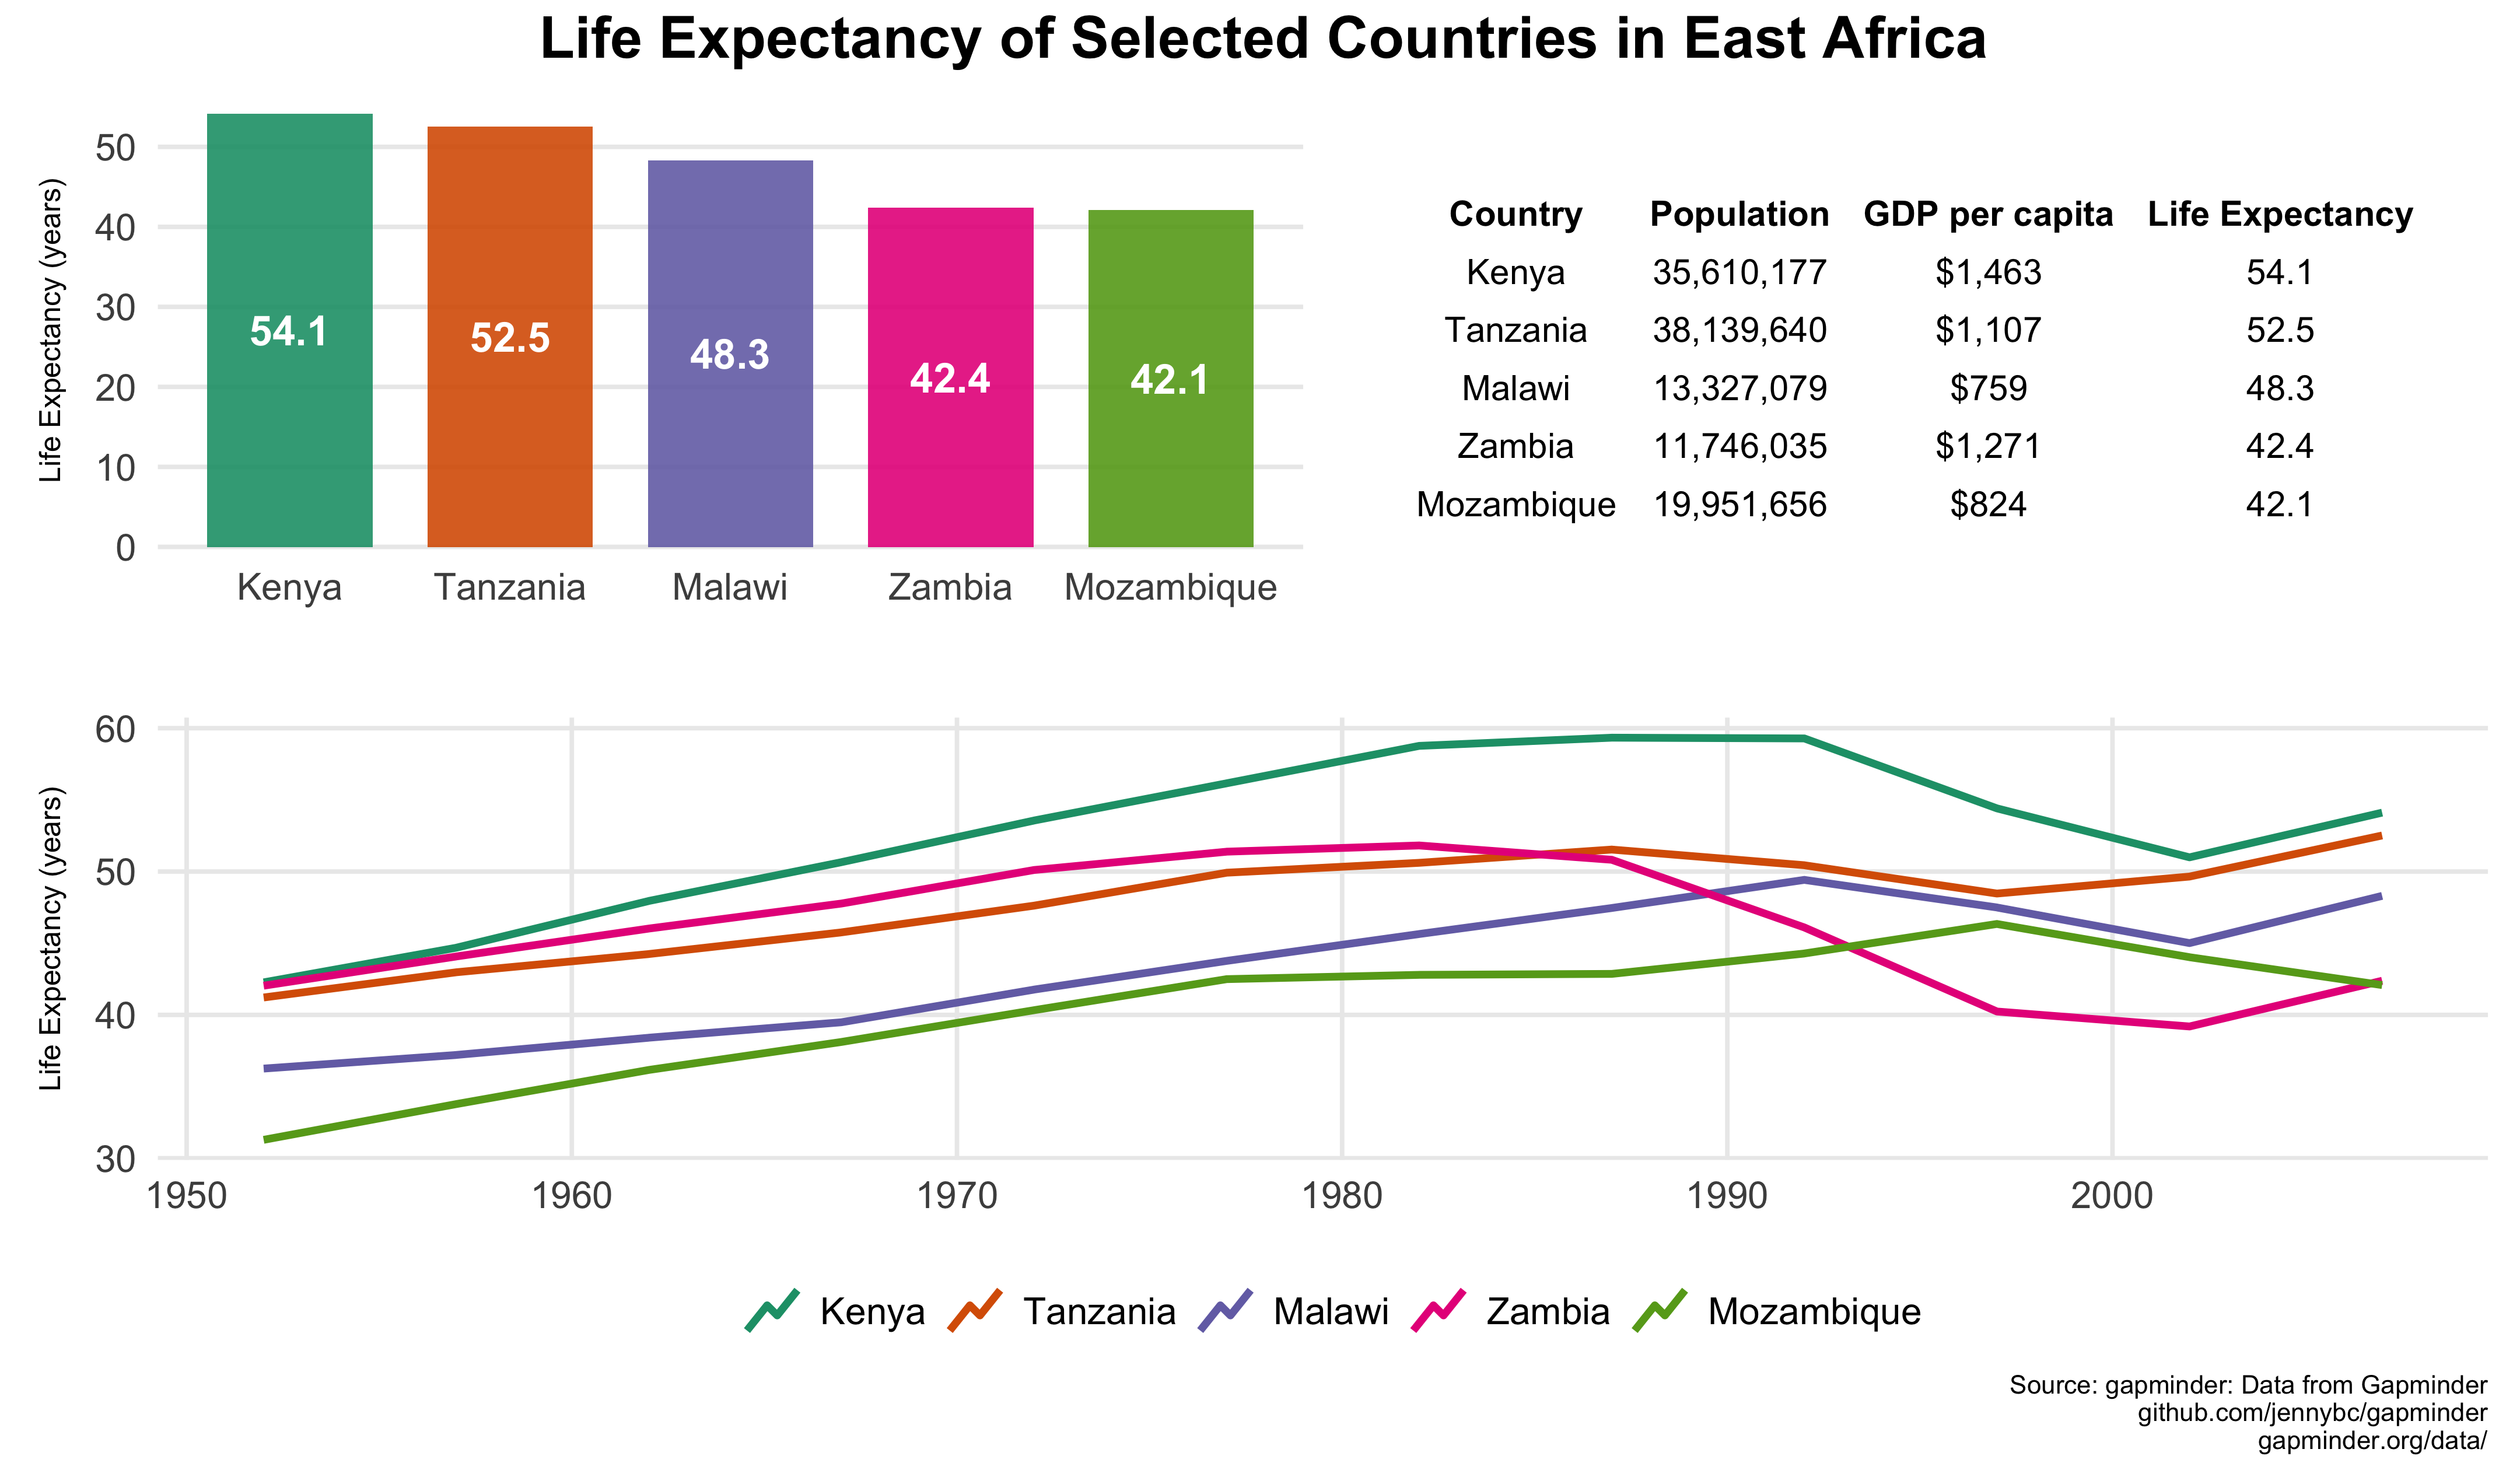 Life Expectancy of Selected Countries in East Africa
Life Expectancy (years)
50
40
30
20
10
0
54.1
52.5
48.3
42.4
42.1
Kenya Tanzania Malawi Zambia Mozambique
Country Population GDP per capita Life Expectancy
Kenya 35,610,177 $1,463 54.1
Tanzania 38,139,640 $1,107 52.5
Malawi 13,327,079 $759 48.3
Zambia 11,746,035 $1,271 42.4
Mozambique 19,951,656 $824 42.1
Life Expectancy (years)
60
50
40
30
1950 1960 1970 1980 1990 2000
Kenya Tanzania Malawi Zambia Mozambique
Source: gapminder: Data from Gapminder
github.com/jennybc/gapminder
gapminder.org/data/